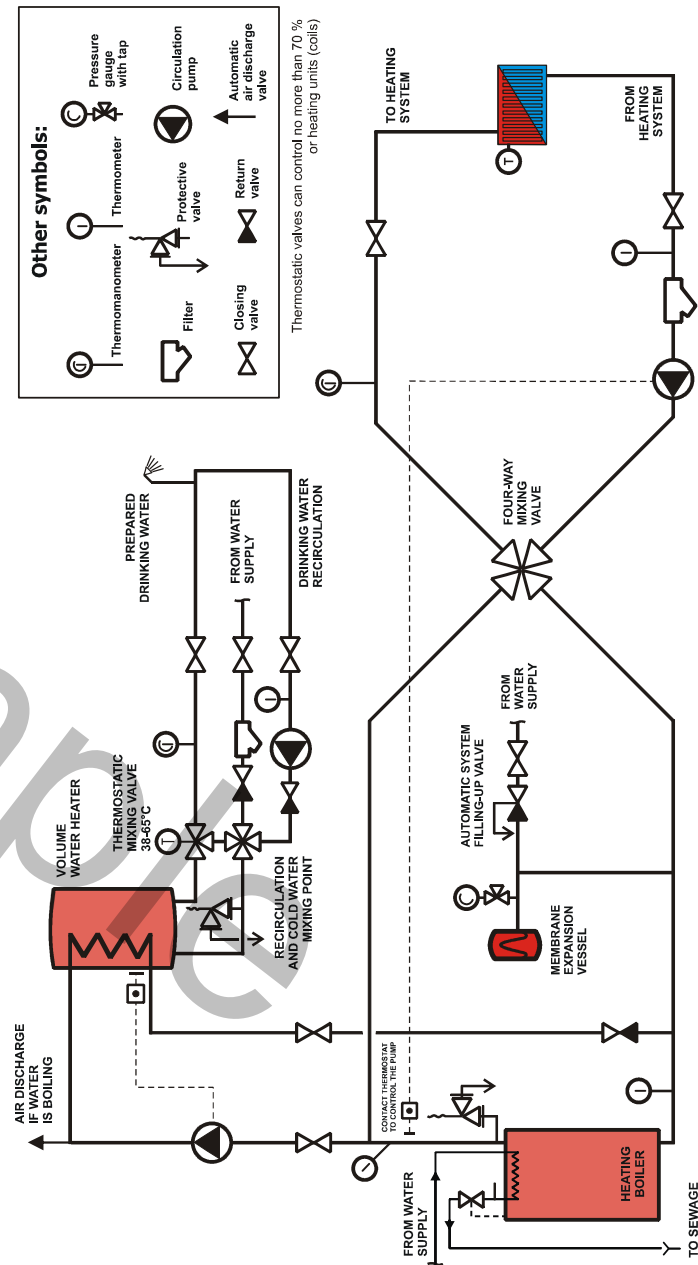 Other symbols:
Thermomanometer
Thermometer
Pressure
gauge
with tap
Filter
Protective
valve
Circulation
pump
Closing
valve
Return
valve
Automatic
air discharge
valve
Thermostatic valves can control no more than 70 %
or heating units (coils)
AIR DISCHARGE
IF WATER
IS BOILING
VOLUME
WATER HEATER
THERMOSTATIC
MIXING VALVE
38-65°C
T
PREPARED
DRINKING WATER
FROM WATER
SUPPLY
DRINKING WATER
RECIRCULATION
RECIRCULATION
AND COLD WATER
MIXING POINT
TO HEATING
SYSTEM
T
FROM
HEATING
SYSTEM
FOUR-WAY
MIXING
VALVE
AUTOMATIC SYSTEM
FILLING-UP VALVE
FROM
WATER
SUPPLY
MEMBRANE
EXPANSION
VESSEL
CONTACT THERMOSTAT
TO CONTROL THE PUMP
FROM WATER
SUPPLY
HEATING
BOILER
TO SEWAGE